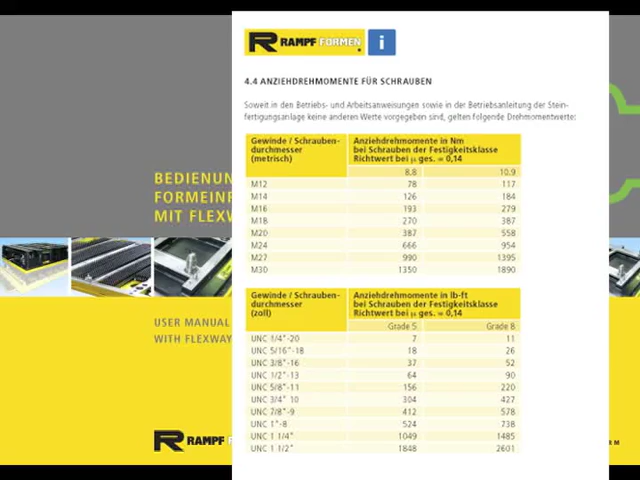 RAMPF FORMEN
i
4.4 ANZIEHDREHMOMENTE FÜR SCHRAUBEN
Soweit in den Betriebs- und Arbeitsanweisungen sowie in der Betriebsanleitung der Stein-
fertigungsanlage keine anderen Werte vorgegeben sind, gelten folgende Drehmomentwerte:
Gewinde / Schrauben-
durchmesser
(metrisch)
Anziehdrehmomente in Nm
bei Schrauben der Festigkeitsklasse
Richtwert bei µ ges. = 0,14
8.8 10.9
M12 78 117
M14 126 184
M16 193 279
M18 270 387
M20 387 558
M24 666 954
M27 990 1395
M30 1350 1890
Gewinde / Schrauben-
durchmesser
(zoll)
Anziehdrehmomente in lb-ft
bei Schrauben der Festigkeitsklasse
Richtwert bei µ ges. = 0,14
Grade 5 Grade 8
UNC 1/4"-20 7 11
UNC 5/16"-18 18 26
UNC 3/8"-16 37 52
UNC 1/2"-13 64 90
UNC 5/8"-11 156 220
UNC 3/4" 10 304 427
UNC 7/8"-9 412 578
UNC 1"-8 524 738
UNC 1 1/4" 1049 1485
UNC 1 1/2" 1848 2601
BEDIENUN
FORMEINF
MIT FLEXW
USER MANUAL
WITH FLEXWAY
RAMPF F
RM